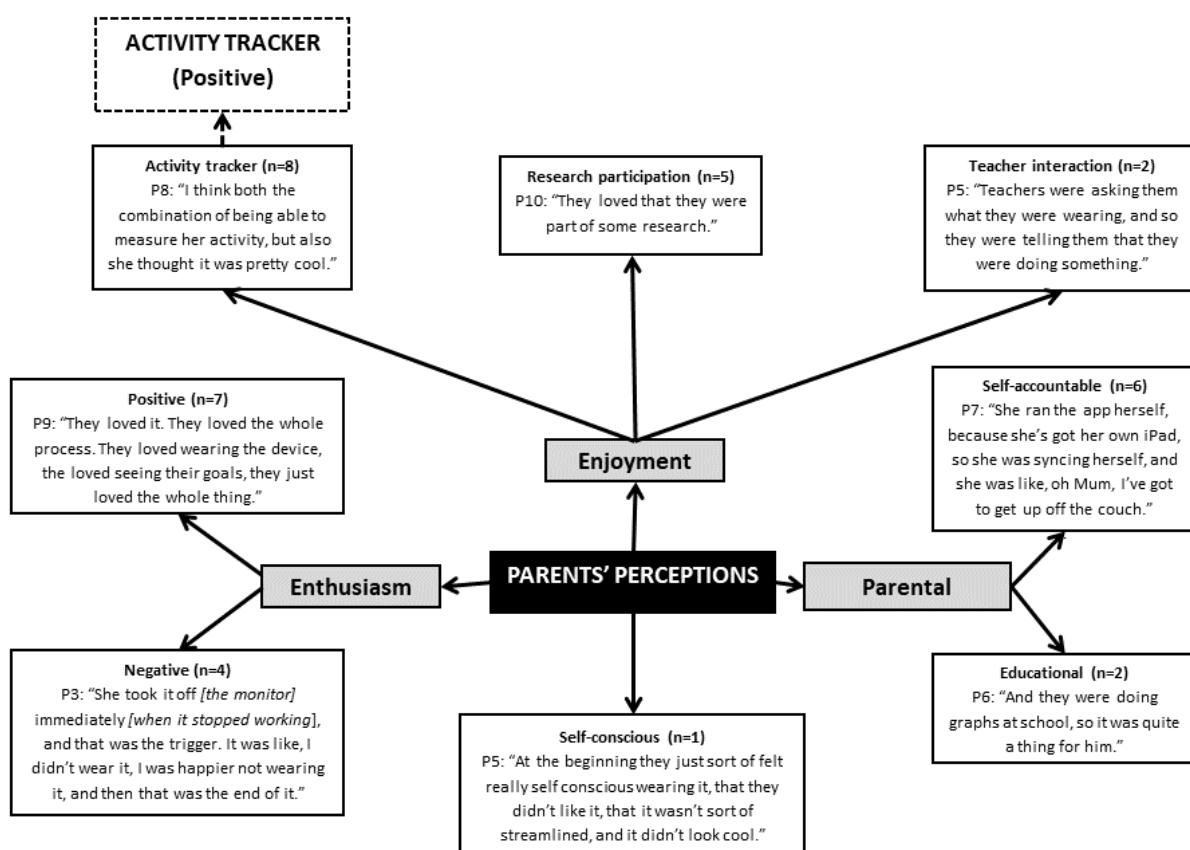 ACTIVITY TRACKER
(Positive)
Activity tracker (n=8)
P8: “I think both the
combination of being able to
measure her activity, but also
she thought it was pretty cool.”
Research participation (n=5)
P10: “They loved that they were
part of some research.”
Teacher interaction (n=2)
P5: “Teachers were asking them
what they were wearing, and so
they were telling them that they
were doing something.”
Positive (n=7)
P9: “They loved it. They loved the whole
process. They loved wearing the device,
the loved seeing their goals, they just
loved the whole thing.”
Enjoyment
Self-accountable (n=6)
P7: “She ran the app herself,
because she’s got her own iPad,
so she was syncing herself, and
she was like, oh Mum, I’ve got
to get up off the couch.”
Enthusiasm
PARENTS’ PERCEPTIONS
Parental
Negative (n=4)
P3: “She took it off [the monitor]
immediately [when it stopped working],
and that was the trigger. It was like, I
didn’t wear it, I was happier not wearing
it, and then that was the end of it.”
Self-conscious (n=1)
P5: “At the beginning they just sort of felt
really self conscious wearing it, that they
didn’t like it, that it wasn’t sort of
streamlined, and it didn’t look cool.”
Educational (n=2)
P6: “And they were doing
graphs at school, so it was quite
a thing for him.”